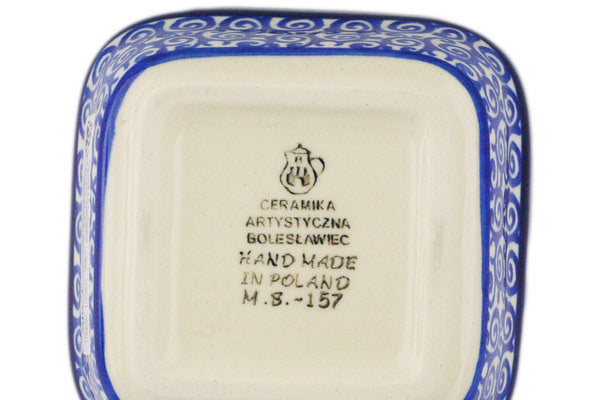 CERAMIKA
ARTYSTYCZNA
BOLESŁAWIEC
HAND MADE
IN POLAND
M.B.-157